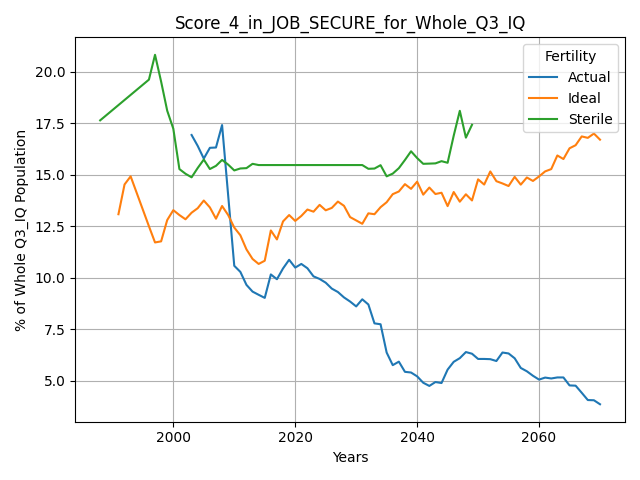 Score_4_in_JOB_SECURE_for_Whole_Q3_IQ
Fertility
Actual
Ideal
Sterile
% of Whole Q3_IQ Population
20.0
17.5
15.0
12.5
10.0
7.5
5.0
2000
2020
2040
2060
Years